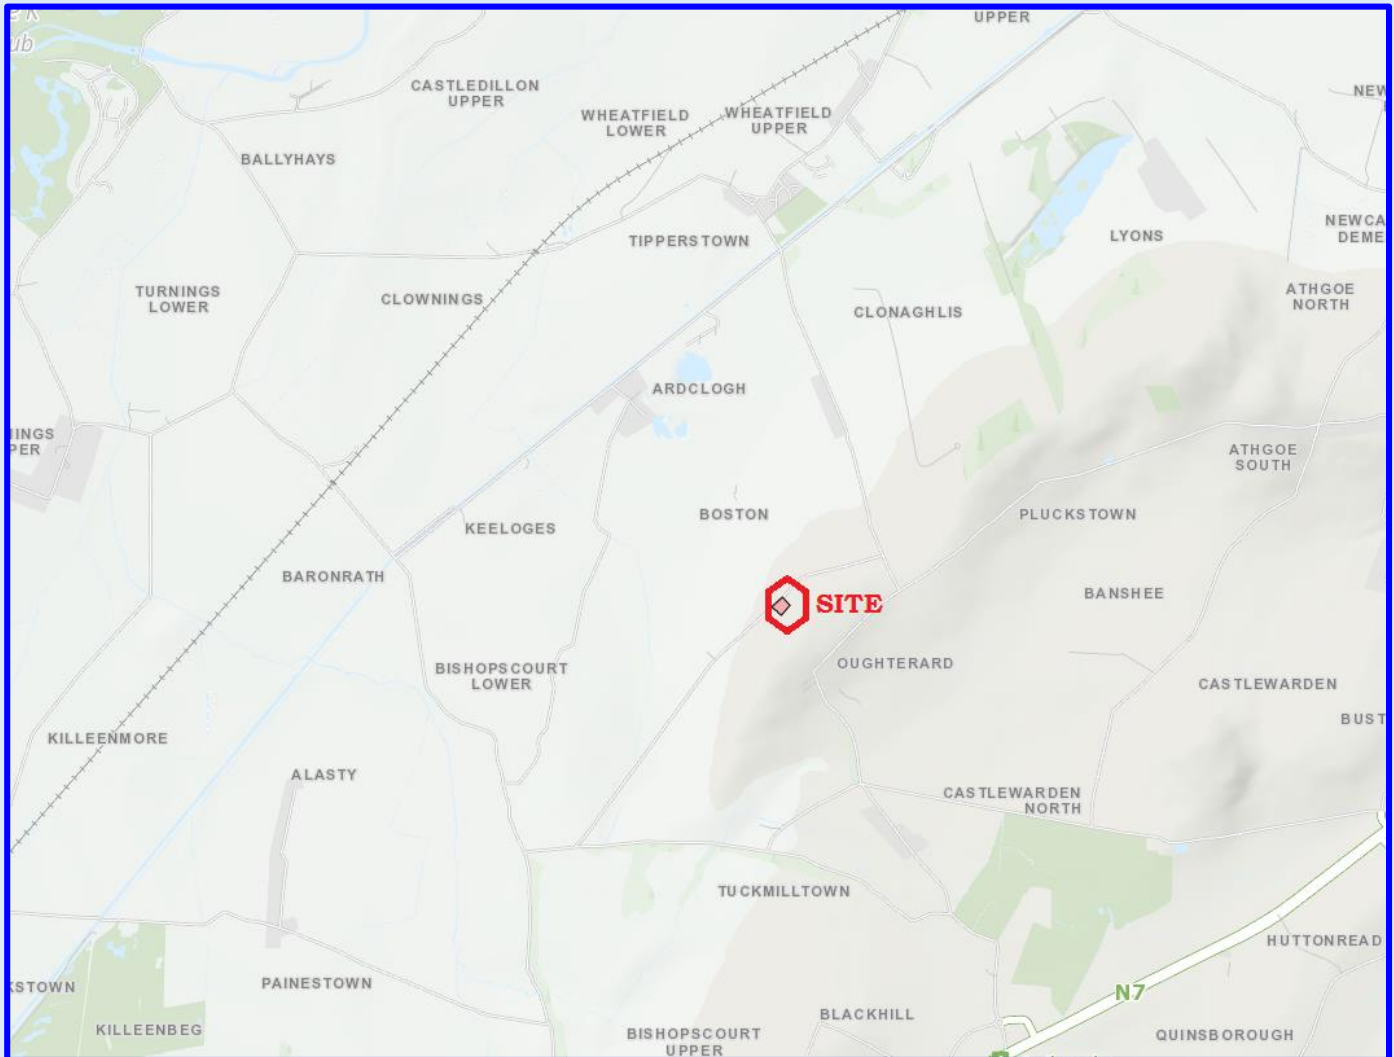 UPPER
CASTLEDILLON
UPPER
WHEATFIELD
LOWER
WHEATFIELD
UPPER
BALLYHAYS
NEWCA
DEME
TIPPERSTOWN
LYONS
TURNINGS
LOWER
CLOWNINGS
CLONAGHLIS
ATHGOE
NORTH
ARDCLOGH
INGS
PER
ATHGOE
SOUTH
BOSTON
PLUCKSTOWN
KEELOGES
BARONRATH
BANSHEE
SITE
BISHOPSCOURT
LOWER
OUGHTERARD
CASTLEWARDEN
BUST
KILLEENMORE
ALASTY
CASTLEWARDEN
NORTH
TUCKMILLTOWN
HUTTONREAD
PAINESTOWN
STOWN
N7
BLACKHILL
KILLEENBEG
BISHOPSCOURT
UPPER
QUINSBOROUGH